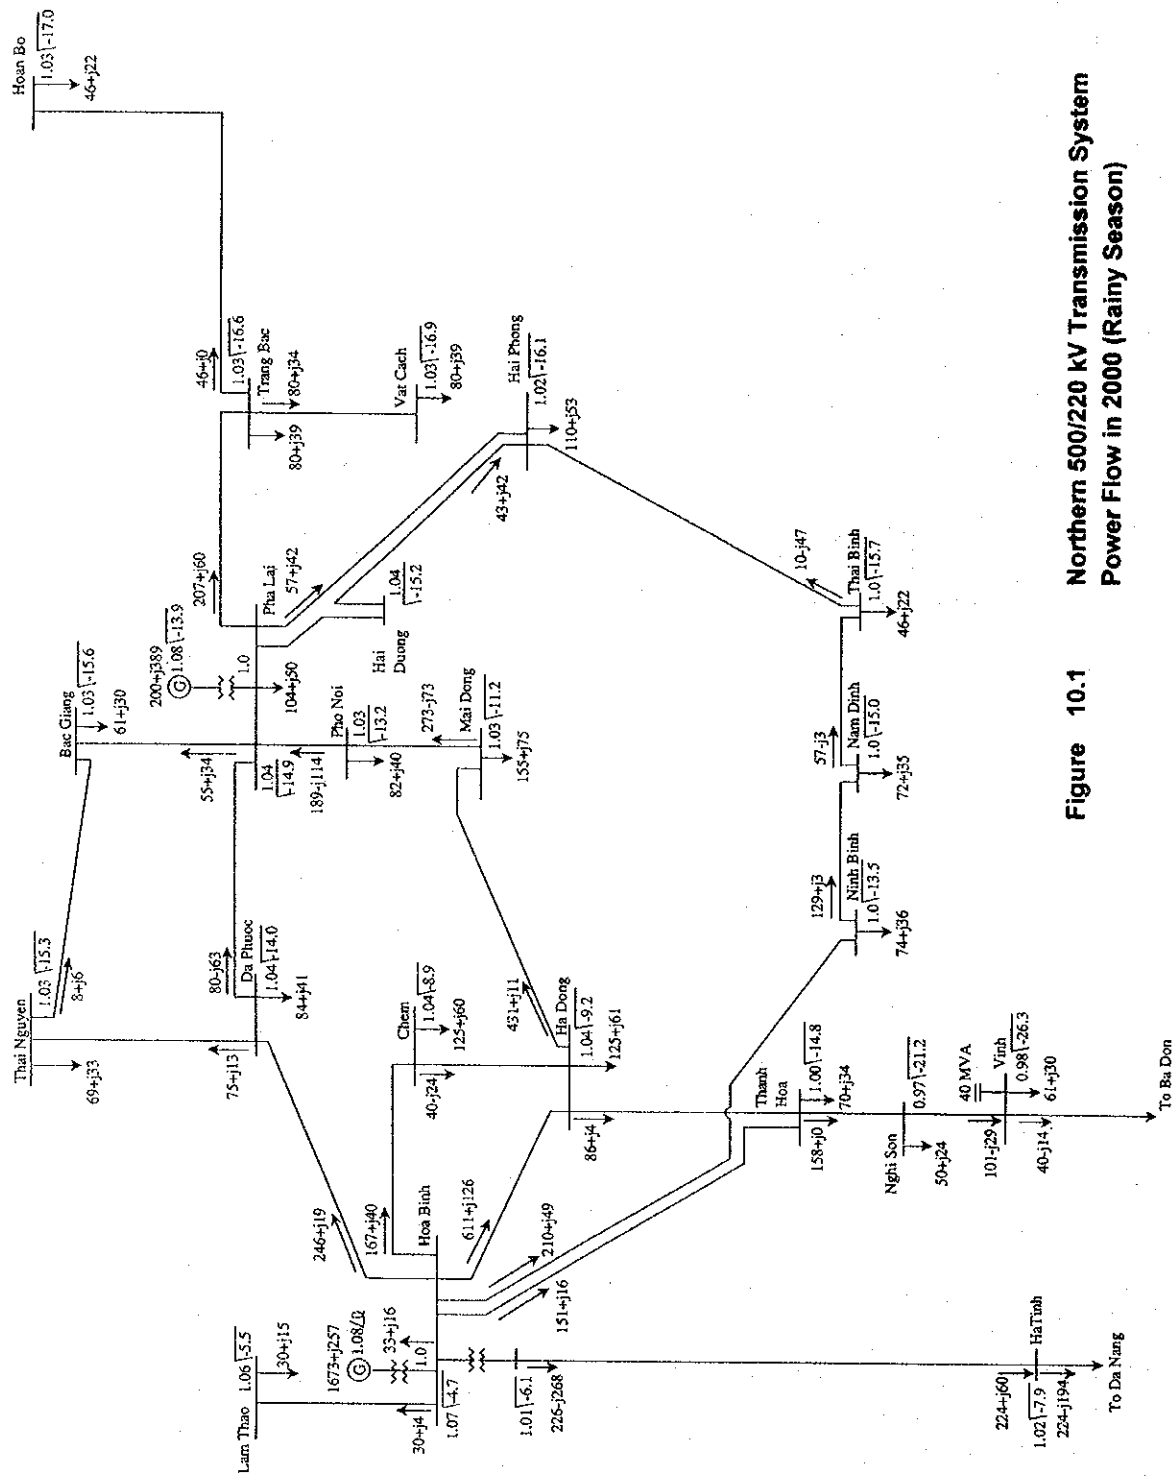 Hoan Bo
1.03 -17.0
46+j22
46+j0
1.03 -16.6
Trang Bac
80+j34
80+j39
Vat Cach
1.03 -16.9
80+j39
Hai Phong
1.02 -16.1
110+j53
43+j42
207+j60
Pha Lai
57+j42
1.04
-15.2
Hai
Duong
Bac Giang
1.03 -15.6
61+j30
200+j389
G
1.08 -13.9
1.0
104+j50
55+j34
1.04
-14.9
189-j114
Pho Noi
1.03
-13.2
82+j40
273-j73
Mai Dong
1.03 -11.2
155+j75
10-j47
Thai Binh
1.0 -15.7
46+j22
57-j3
Nam Dinh
1.0 -15.0
72+j35
129+j3
Ninh Binh
1.0 -13.5
74+j36
Thai Nguyen
1.03 -15.3
8+j6
69+j33
75+j13
80-j63
Da Phuoc
1.04 -14.0
84+j41
Chem
1.04 -8.9
125+j60
40-j24
431+j11
Ha Dong
1.04 -9.2
125+j61
86+j4
Thanh
Hoa
1.00 -14.8
70+j34
158+j0
0.97 -21.2
Nghi Son
50+j24
40 MVA
Vinh
0.98 -26.3
101-j29
61+j30
40-j14
To Ba Don
246+j19
167+j40
Hoa Binh
611+j126
210+j49
151+j16
Lam Thao
1.06 -5.5
30+j15
1673+j257
G
1.08 0
33+j16
1.0
30+j4
1.07 -4.7
1.01 -6.1
226-j268
224+j60
HaTinh
1.02 -7.9
224-j194
To Da Nang
Figure 10.1 Northern 500/220 kV Transmission System
Power Flow in 2000 (Rainy Season)